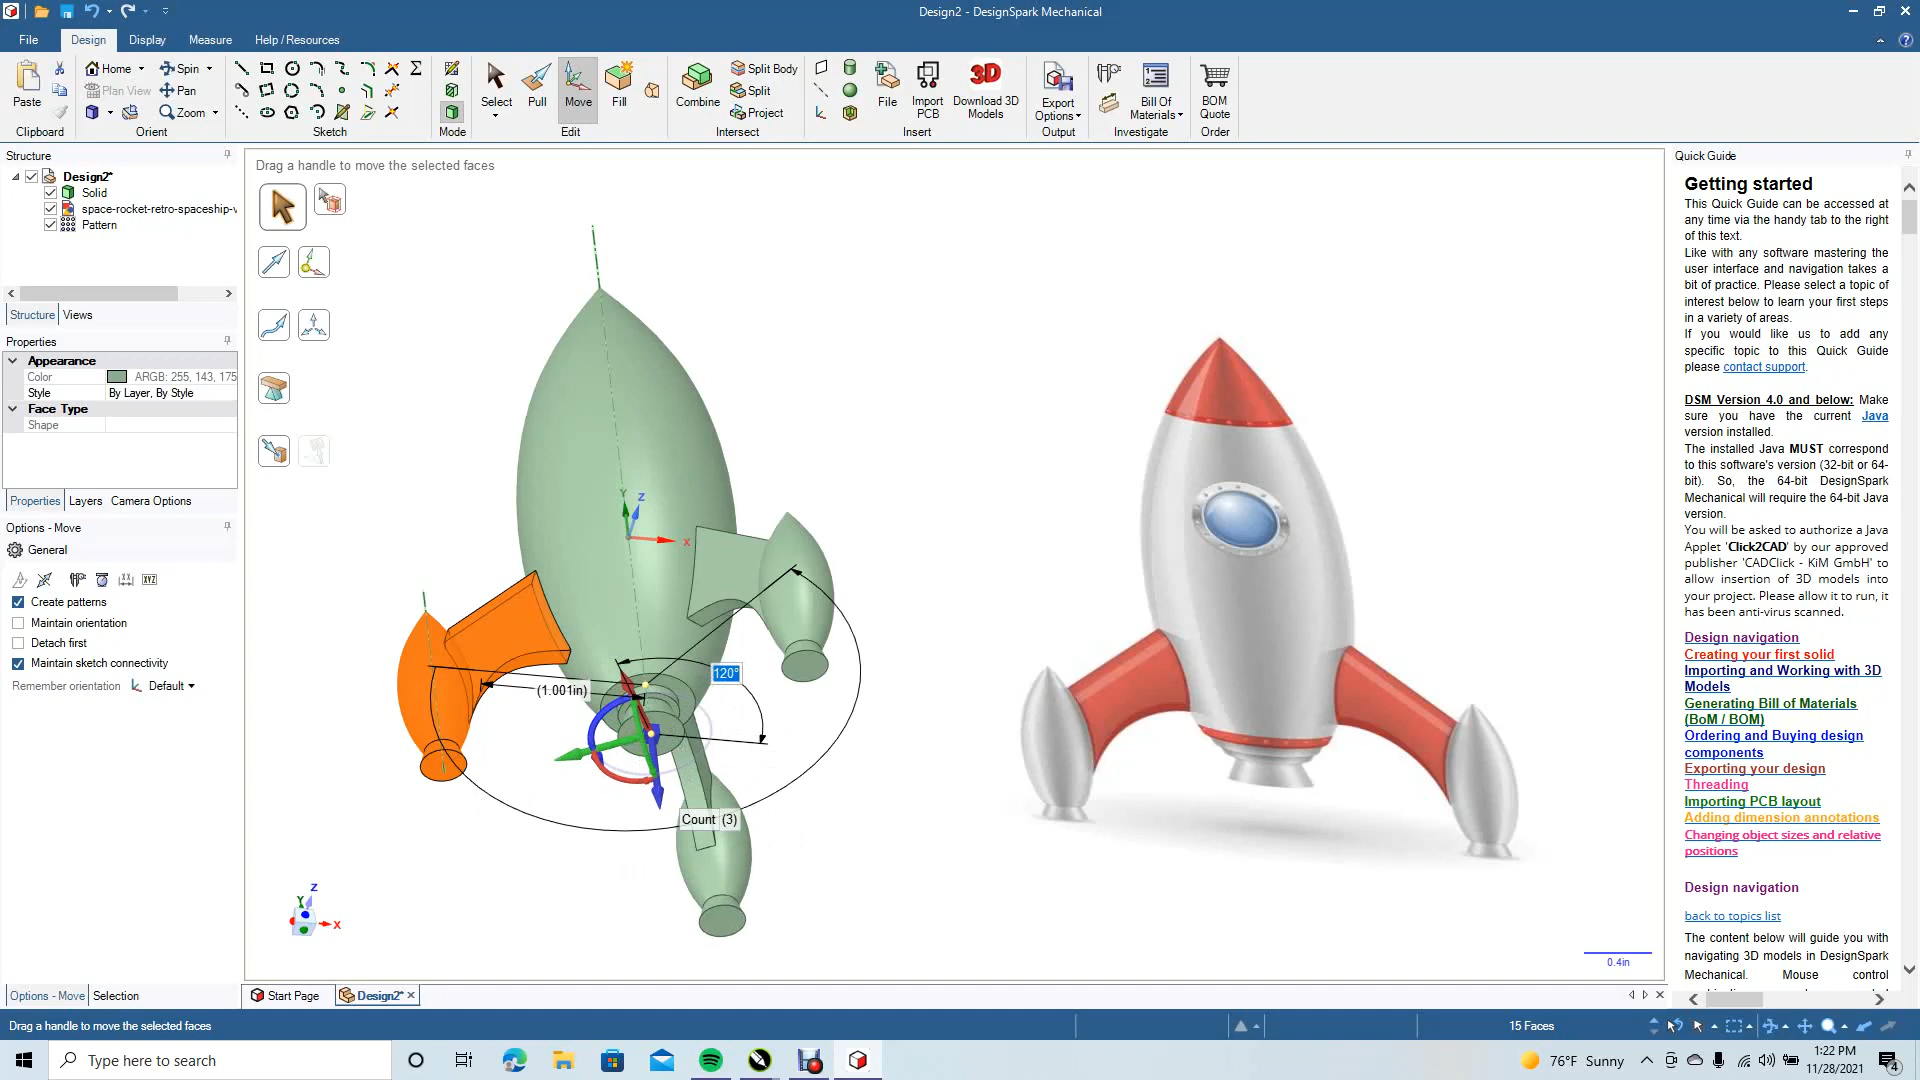 Design2 - DesignSpark Mechanical
File Design Display Measure Help / Resources
Paste
Home
Spin
Plan View
Pan
Zoom
Select
Pull
Move
Fill
Combine
Split Body
Split
Project
File
Import PCB
Download 3D Models
Export Options
Bill Of Materials
BOM Quote
Clipboard Orient Sketch Mode Edit Intersect Insert Output Investigate Order
Structure
Design2*
Solid
space-rocket-retro-spaceship-v
Pattern
Structure Views
Properties
Appearance
Color ARGB: 255, 143, 175
Style By Layer, By Style
Face Type
Shape
Properties Layers Camera Options
Options - Move
General
XYZ
Create patterns
Maintain orientation
Detach first
Maintain sketch connectivity
Remember orientation Default
Options - Move Selection
Drag a handle to move the selected faces
Y Z
X
120°
(1.001in)
Count (3)
Z
Y
X
0.4in
Start Page Design2*
Quick Guide
Getting started
This Quick Guide can be accessed at
any time via the handy tab to the right
of this text.
Like with any software mastering the
user interface and navigation takes a
bit of practice. Please select a topic of
interest below to learn your first steps
in a variety of areas.
If you would like us to add any
specific topic to this Quick Guide
please contact support.
DSM Version 4.0 and below: Make
sure you have the current Java
version installed.
The installed Java MUST correspond
to this software's version (32-bit or 64-
bit). So, the 64-bit DesignSpark
Mechanical will require the 64-bit Java
version.
You will be asked to authorize a Java
Applet 'Click2CAD' by our approved
publisher 'CADClick - KiM GmbH' to
allow insertion of 3D models into
your project. Please allow it to run, it
has been anti-virus scanned.
Design navigation
Creating your first solid
Importing and Working with 3D
Models
Generating Bill of Materials
(BoM / BOM)
Ordering and Buying design
components
Exporting your design
Threading
Importing PCB layout
Adding dimension annotations
Changing object sizes and relative
positions
Design navigation
back to topics list
The content below will guide you with
navigating 3D models in DesignSpark
Mechanical. Mouse control
Drag a handle to move the selected faces
15 Faces
Type here to search
76°F Sunny
1:22 PM
11/28/2021
4